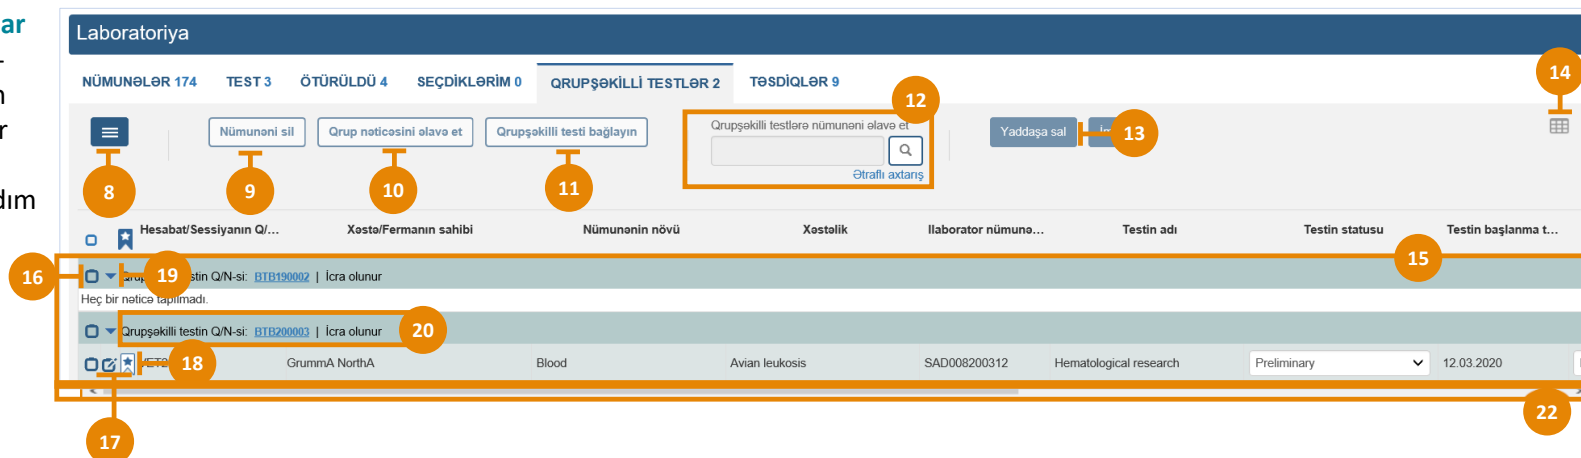 ar
Laboratoriya
NÜMUNƏLƏR 174 TEST 3 ÖTÜRÜLDÜ 4 SEÇDİKLƏRİM 0 QRUPŞƏKİLLİ TESTLƏR 2 TƏSDİQLƏR 9
14
12
Qrupşəkilli testlərə nümunəni əlavə et
Nümunəni sil Qrup nəticəsini əlavə et Qrupşəkilli testi bağlayın Yaddaşa sal 13
Ətraflı axtarış
8 9 10 11
dım
Hesabat/Sessiyanın Q/... Xəstə/Fermanın sahibi Nümunənin növü Xəstəlik Ilaborator nümunə... Testin adı Testin statusu Testin başlanma t...
15
16 19 Q/N-si: BTB190002 | İcra olunur
Heç bir nəticə tapılmadı.
Qrupşəkilli testin Q/N-si: BTB200003 | İcra olunur 20
18 GrummA NorthA Blood Avian leukosis SAD008200312 Hematological research Preliminary 12.03.2020
22
17